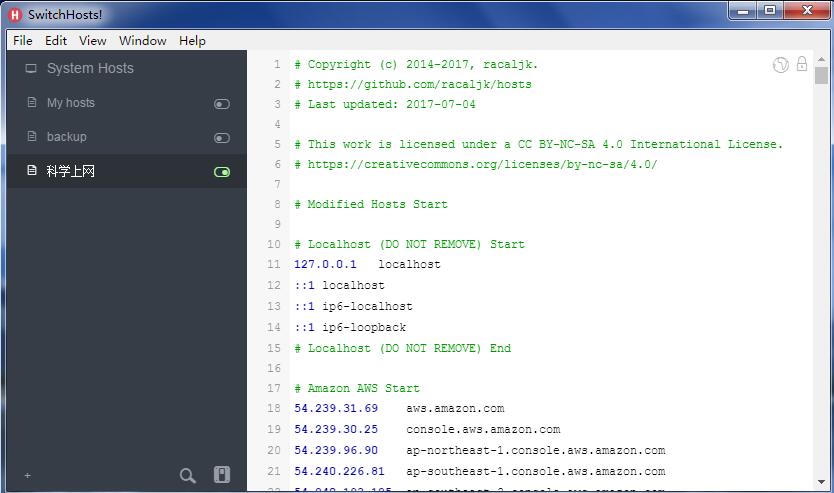 SwitchHosts!
File Edit View Window Help
System Hosts
My hosts
backup
科学上网
+
1 # Copyright (c) 2014-2017, racaljk.
2 # https://github.com/racaljk/hosts
3 # Last updated: 2017-07-04
4
5 # This work is licensed under a CC BY-NC-SA 4.0 International License.
6 # https://creativecommons.org/licenses/by-nc-sa/4.0/
7
8 # Modified Hosts Start
9
10 # Localhost (DO NOT REMOVE) Start
11 127.0.0.1 localhost
12 ::1 localhost
13 ::1 ip6-localhost
14 ::1 ip6-loopback
15 # Localhost (DO NOT REMOVE) End
16
17 # Amazon AWS Start
18 54.239.31.69 aws.amazon.com
19 54.239.30.25 console.aws.amazon.com
20 54.239.96.90 ap-northeast-1.console.aws.amazon.com
21 54.240.226.81 ap-southeast-1.console.aws.amazon.com